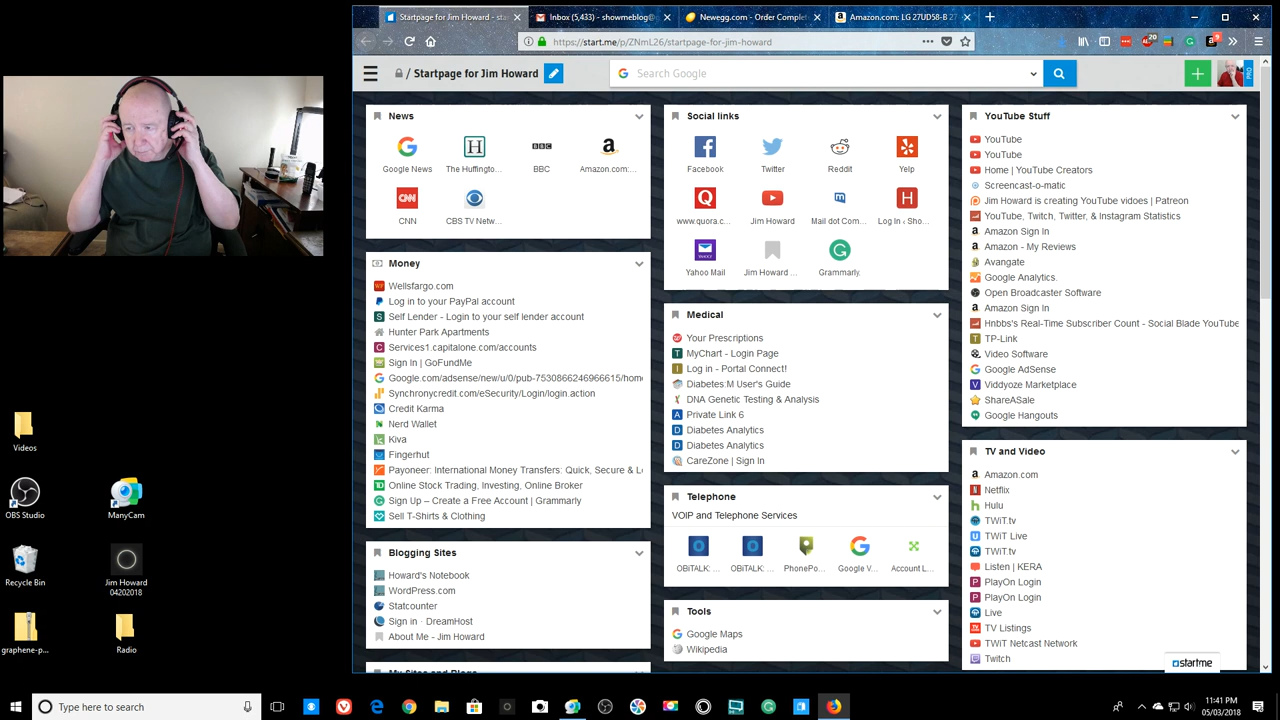 Startpage for Jim Howard - sta
Inbox (5,433) - showmeblog@g
Newegg.com - Order Complet
Amazon.com: LG 27UD58-B 27
https://start.me/p/ZNmL26/startpage-for-jim-howard
20
9
/ Startpage for Jim Howard
Search Google
PRO
News
Google News
The Huffingto...
BBC
Amazon.com:...
CNN
CBS TV Netw...
Money
Wellsfargo.com
Log in to your PayPal account
Self Lender - Login to your self lender account
Hunter Park Apartments
Services1.capitalone.com/accounts
Sign In | GoFundMe
Google.com/adsense/new/u/0/pub-7530866246966615/hom
Synchronycredit.com/eSecurity/Login/login.action
Credit Karma
Nerd Wallet
Kiva
Fingerhut
Payoneer: International Money Transfers: Quick, Secure & L
Online Stock Trading, Investing, Online Broker
Sign Up – Create a Free Account | Grammarly
Sell T-Shirts & Clothing
Blogging Sites
Howard's Notebook
WordPress.com
Statcounter
Sign in · DreamHost
About Me - Jim Howard
My Sites and Blogs
Social links
Facebook
Twitter
Reddit
Yelp
www.quora.c...
Jim Howard
Mail dot Com...
Log In ‹ Sho...
Yahoo Mail
Jim Howard ...
Grammarly.
Medical
Your Prescriptions
MyChart - Login Page
Log in - Portal Connect!
Diabetes:M User's Guide
DNA Genetic Testing & Analysis
Private Link 6
Diabetes Analytics
Diabetes Analytics
CareZone | Sign In
Telephone
VOIP and Telephone Services
OBiTALK: ...
OBiTALK: ...
PhonePo...
Google V...
Account L...
Tools
Google Maps
Wikipedia
YouTube Stuff
YouTube
YouTube
Home | YouTube Creators
Screencast-o-matic
Jim Howard is creating YouTube vidoes | Patreon
YouTube, Twitch, Twitter, & Instagram Statistics
Amazon Sign In
Amazon - My Reviews
Avangate
Google Analytics.
Open Broadcaster Software
Amazon Sign In
Hnbbs's Real-Time Subscriber Count - Social Blade YouTube
TP-Link
Video Software
Google AdSense
Viddyoze Marketplace
ShareASale
Google Hangouts
TV and Video
Amazon.com
Netflix
Hulu
TWiT.tv
TWiT Live
TWiT.tv
Listen | KERA
PlayOn Login
PlayOn Login
Live
TV Listings
TWiT Netcast Network
Twitch
startme
Videos
OBS Studio
ManyCam
Recycle Bin
Jim Howard
04202018
graphene-p...
Radio
Type here to search
11:41 PM
05/03/2018